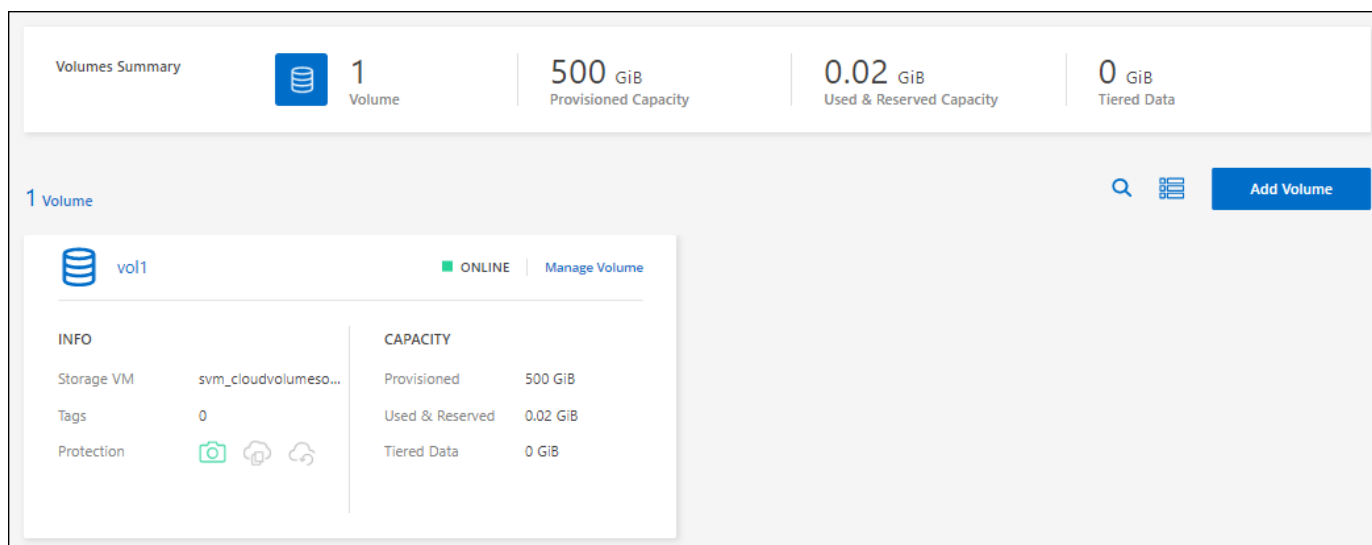 Volumes Summary
1
Volume
500 GiB
Provisioned Capacity
0.02 GiB
Used & Reserved Capacity
0 GiB
Tiered Data
1 Volume
Add Volume
vol1
ONLINE
Manage Volume
INFO
Storage VM svm_cloudvolumeso...
Tags 0
Protection
CAPACITY
Provisioned 500 GiB
Used & Reserved 0.02 GiB
Tiered Data 0 GiB